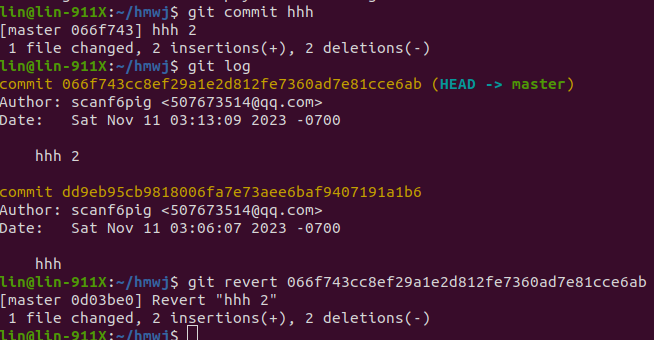 lin@lin-911X:~/hmwj$ git commit hhh
[master 066f743] hhh 2
 1 file changed, 2 insertions(+), 2 deletions(-)
lin@lin-911X:~/hmwj$ git log
commit 066f743cc8ef29a1e2d812fe7360ad7e81cce6ab (HEAD -> master)
Author: scanf6pig <507673514@qq.com>
Date:   Sat Nov 11 03:13:09 2023 -0700
    hhh 2
commit dd9eb95cb9818006fa7e73aee6baf9407191a1b6
Author: scanf6pig <507673514@qq.com>
Date:   Sat Nov 11 03:06:07 2023 -0700
    hhh
lin@lin-911X:~/hmwj$ git revert 066f743cc8ef29a1e2d812fe7360ad7e81cce6ab
[master 0d03be0] Revert "hhh 2"
 1 file changed, 2 insertions(+), 2 deletions(-)
lin@lin-911X:~/hmwj$